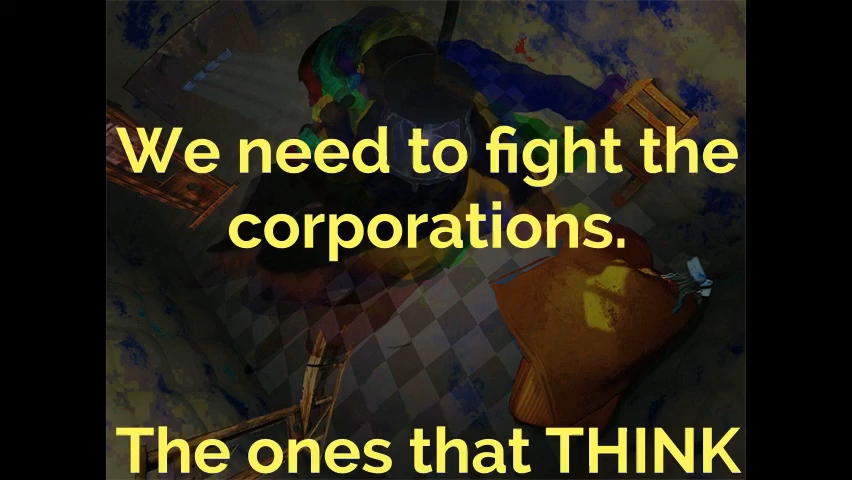 We need to fight the
corporations.
The ones that THINK